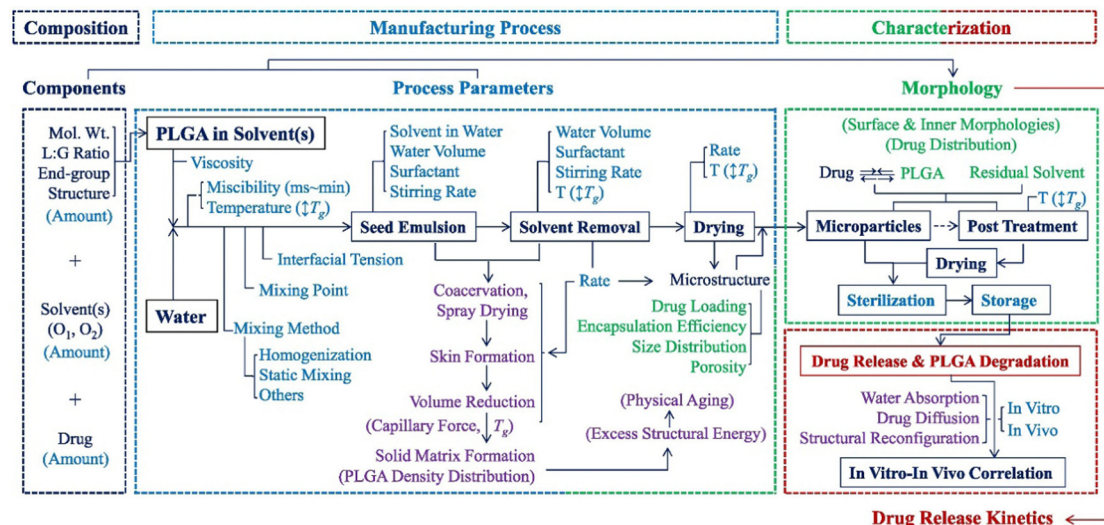 Composition
Manufacturing Process
Characterization
Components
Process Parameters
Morphology
Mol. Wt.
L:G Ratio
End-group
Structure
(Amount)
+
Solvent(s)
(O₁, O₂)
(Amount)
+
Drug
(Amount)
PLGA in Solvent(s)
Viscosity
Miscibility (ms~min)
Temperature (↕Tg)
Water
Interfacial Tension
Mixing Point
Mixing Method
Homogenization
Static Mixing
Others
Solvent in Water
Water Volume
Surfactant
Stirring Rate
Seed Emulsion
Water Volume
Surfactant
Stirring Rate
T (↕Tg)
Solvent Removal
Rate
T (↕Tg)
Drying
Coacervation,
Spray Drying
Skin Formation
Volume Reduction
(Capillary Force, Tg)
Solid Matrix Formation
(PLGA Density Distribution)
Rate
Microstructure
Drug Loading
Encapsulation Efficiency
Size Distribution
Porosity
(Physical Aging)
(Excess Structural Energy)
(Surface & Inner Morphologies)
(Drug Distribution)
Drug ⇌ PLGA
Residual Solvent
T (↕Tg)
Microparticles
Post Treatment
Drying
Sterilization
Storage
Drug Release & PLGA Degradation
Water Absorption
Drug Diffusion
Structural Reconfiguration
In Vitro
In Vivo
In Vitro-In Vivo Correlation
Drug Release Kinetics